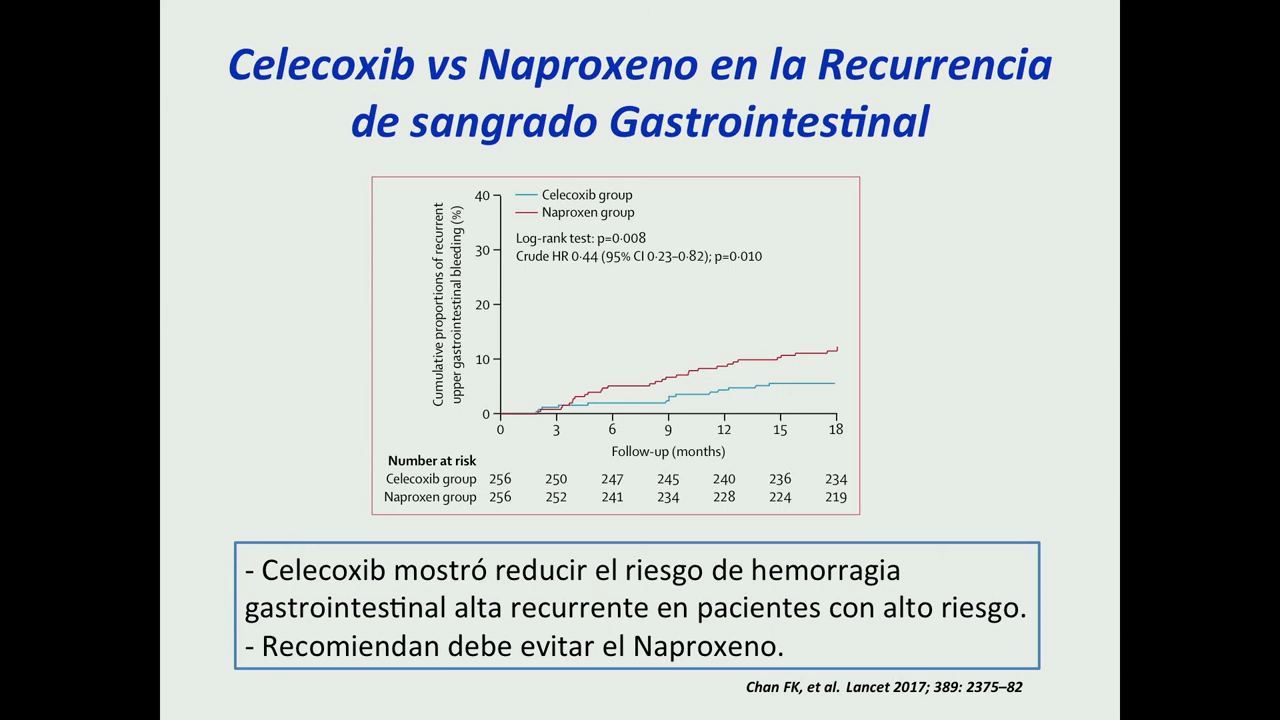 Celecoxib vs Naproxeno en la Recurrencia
de sangrado Gastrointestinal
Cumulative proportions of recurrent
upper gastrointestinal bleeding (%)
40
30
20
10
0
Celecoxib group
Naproxen group
Log-rank test: p=0·008
Crude HR 0·44 (95% CI 0·23–0·82); p=0·010
0 3 6 9 12 15 18
Follow-up (months)
Number at risk
Celecoxib group 256 250 247 245 240 236 234
Naproxen group 256 252 241 234 228 224 219
- Celecoxib mostró reducir el riesgo de hemorragia
gastrointestinal alta recurrente en pacientes con alto riesgo.
- Recomiendan debe evitar el Naproxeno.
Chan FK, et al. Lancet 2017; 389: 2375–82